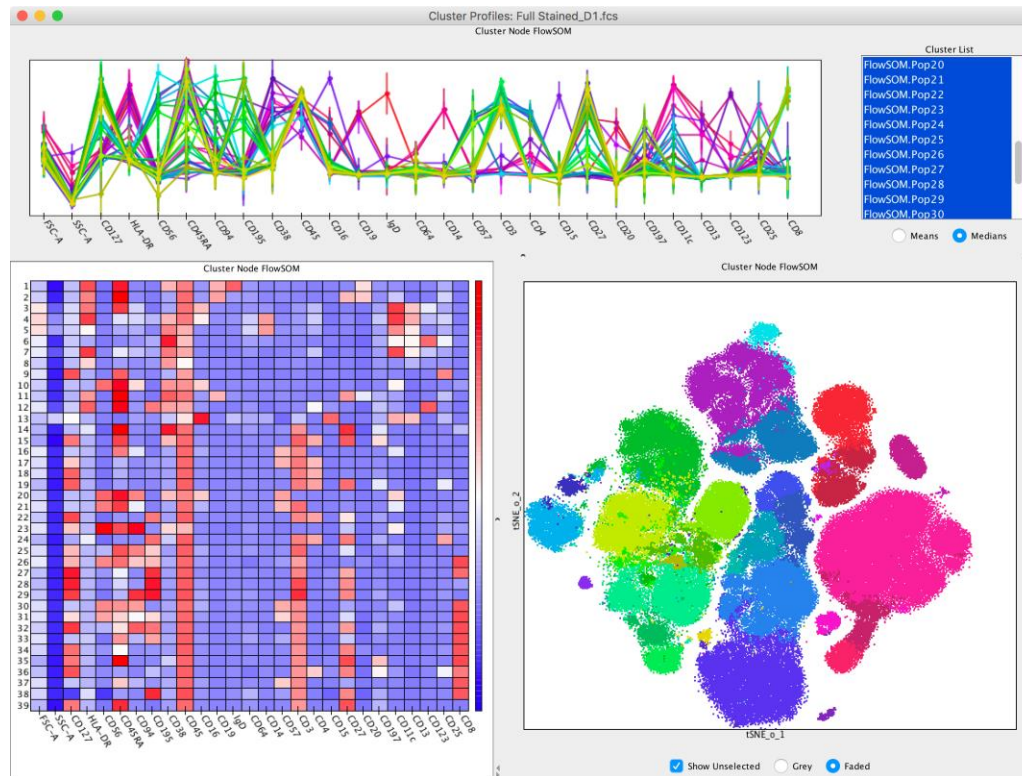 Cluster Profiles: Full Stained_D1.fcs
Cluster Node FlowSOM
Cluster List
FlowSOM.Pop20
FlowSOM.Pop21
FlowSOM.Pop22
FlowSOM.Pop23
FlowSOM.Pop24
FlowSOM.Pop25
FlowSOM.Pop26
FlowSOM.Pop27
FlowSOM.Pop28
FlowSOM.Pop29
FlowSOM.Pop30
Means Medians
FSC-A SSC-A CD127 HLA-DR CD56 CD45RA CD94 CD195 CD38 CD45 CD16 CD19 IgD CD64 CD14 CD57 CD3 CD4 CD15 CD27 CD20 CD197 CD11c CD13 CD123 CD25 CD8
Cluster Node FlowSOM
1
2
3
4
5
6
7
8
9
10
11
12
13
14
15
16
17
18
19
20
21
22
23
24
25
26
27
28
29
30
31
32
33
34
35
36
37
38
39
FSC-A SSC-A CD127 HLA-DR CD56 CD45RA CD94 CD195 CD38 CD45 CD16 CD19 IgD CD64 CD14 CD57 CD3 CD4 CD15 CD27 CD20 CD197 CD11c CD13 CD123 CD25 CD8
Cluster Node FlowSOM
tSNE_o_2
tSNE_o_1
Show Unselected Grey Faded